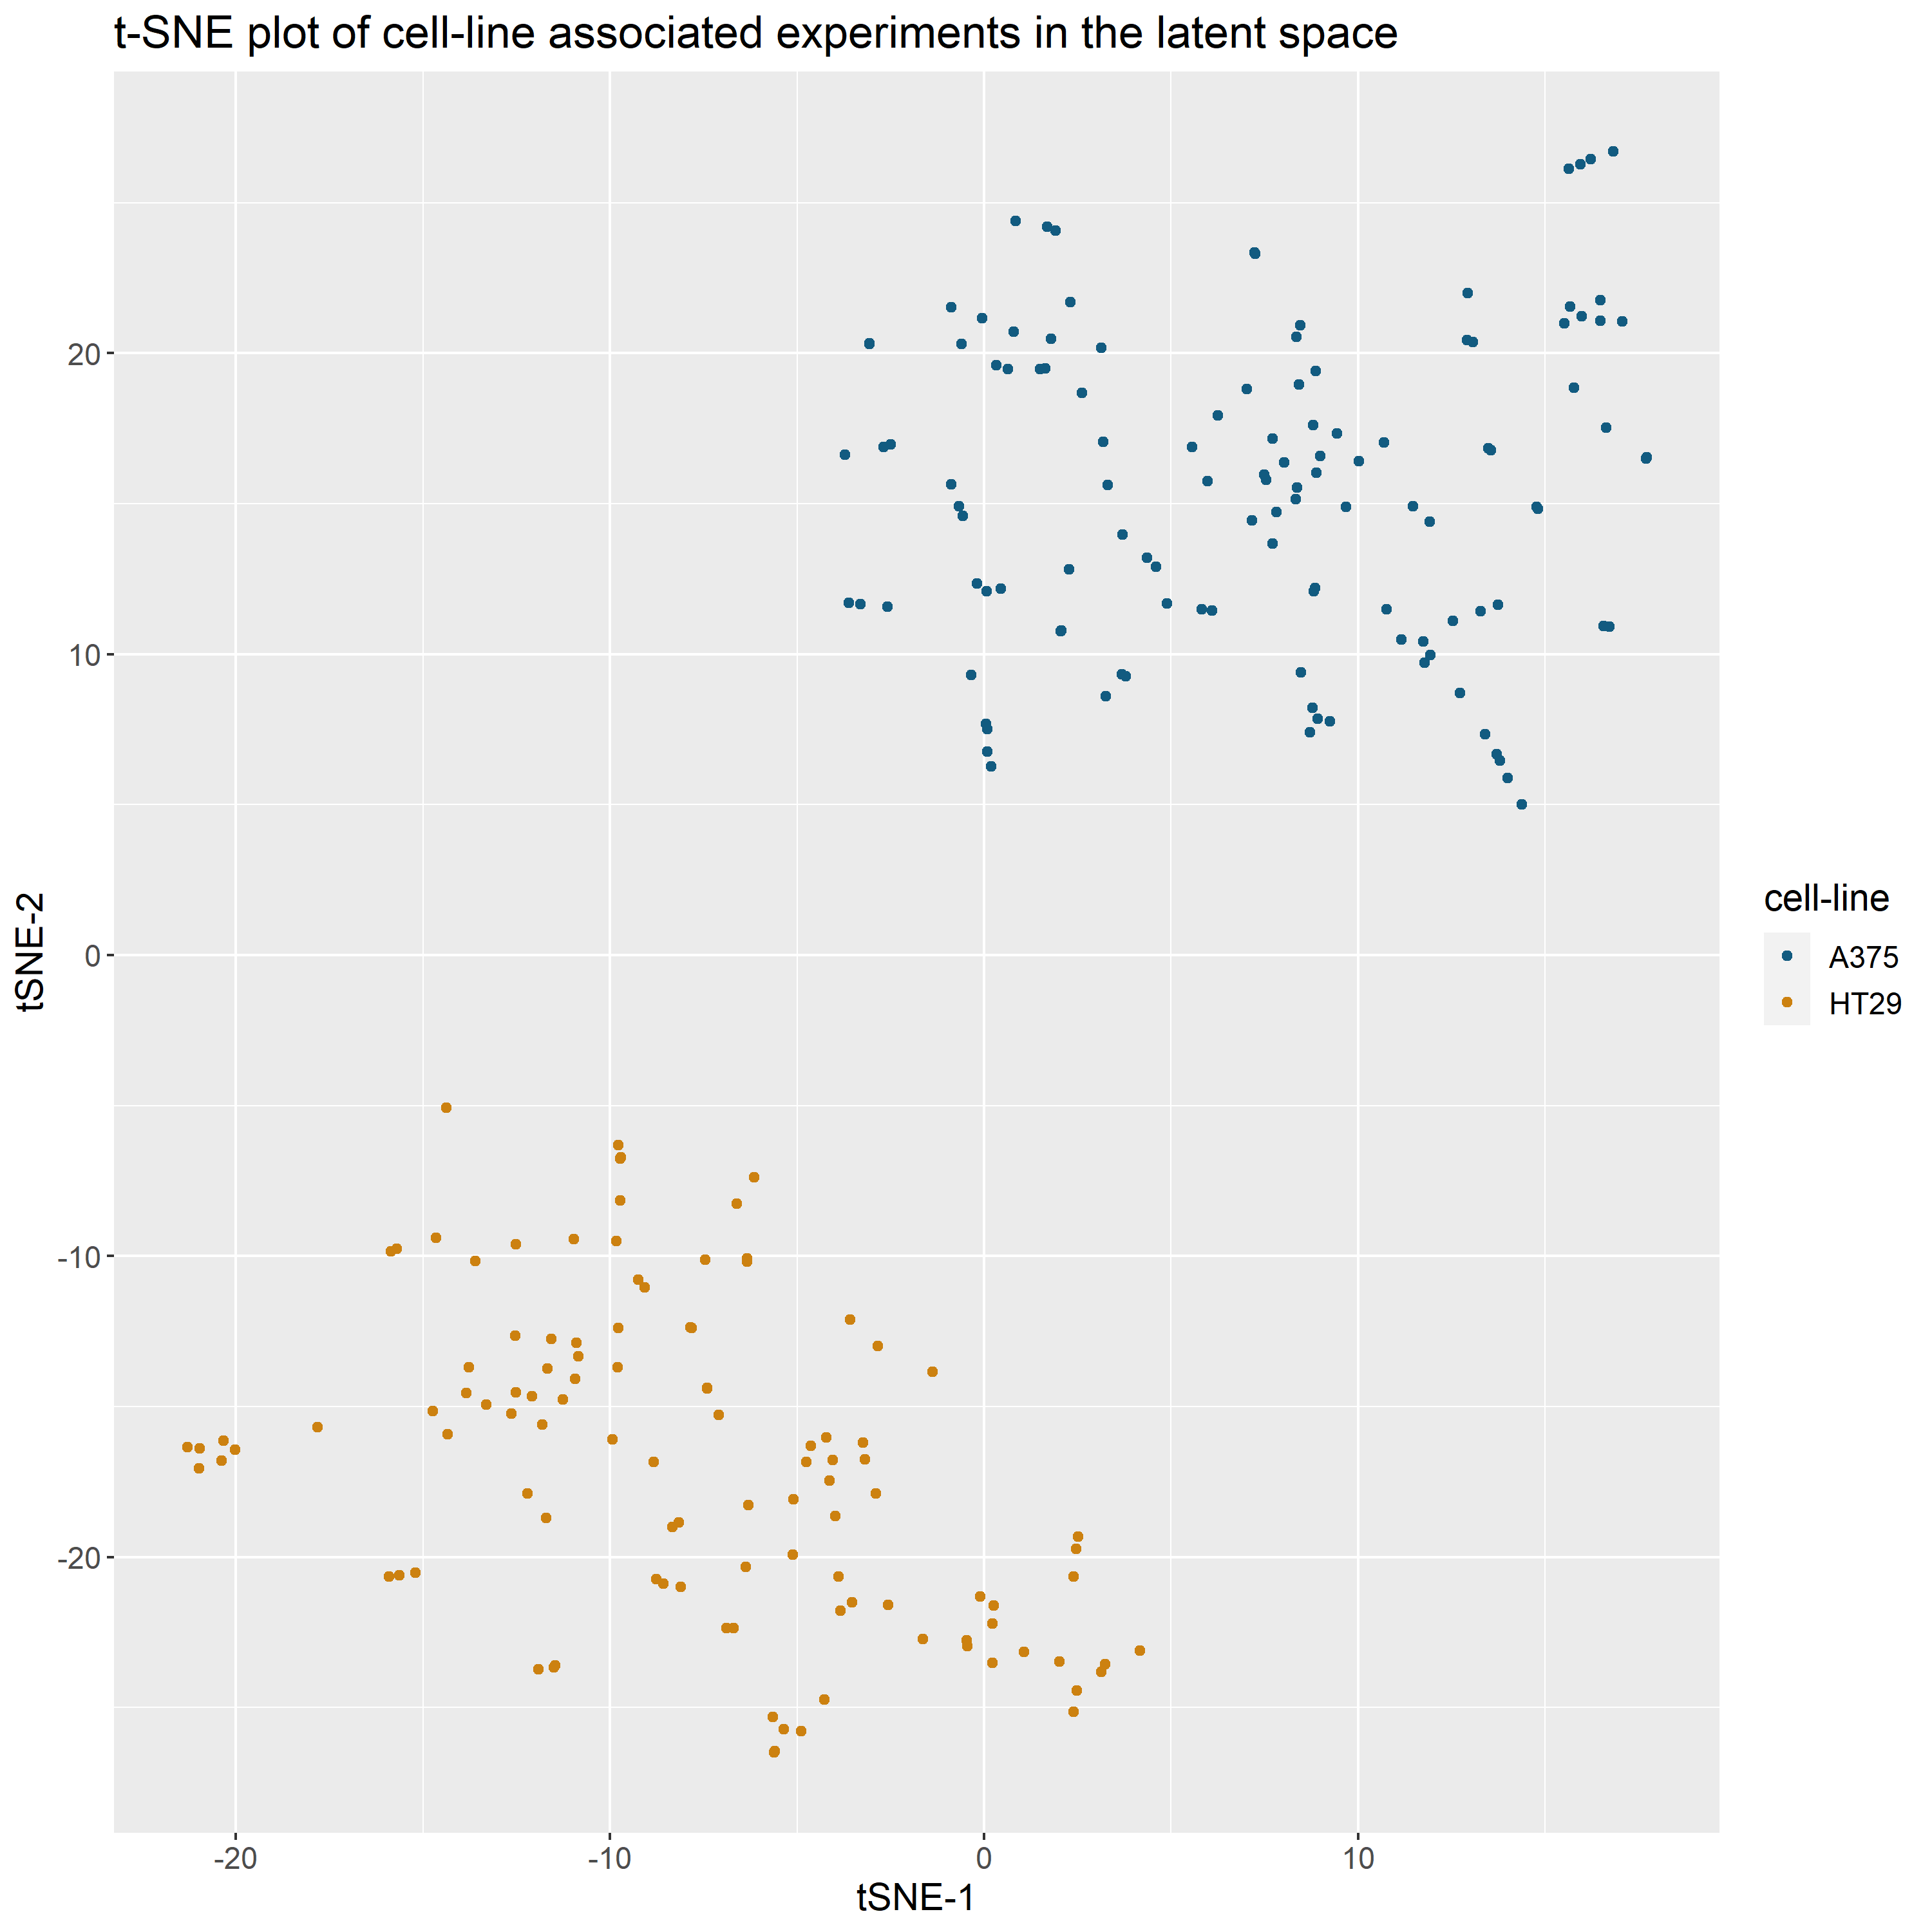 t-SNE plot of cell-line associated experiments in the latent space
tSNE-2
20
10
0
-10
-20
-20
-10
0
10
tSNE-1
cell-line
A375
HT29